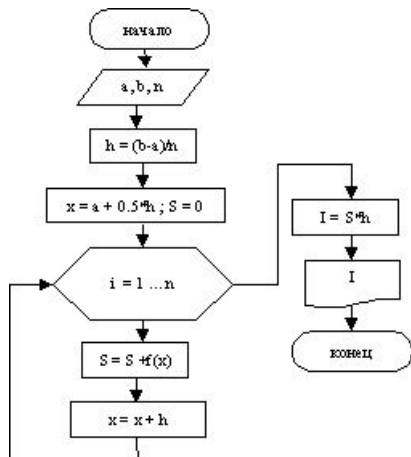 начало
a, b, n
h = (b-a)/n
x = a + 0.5*h ; S = 0
i = 1 ...n
S = S +f(x)
x = x + h
I = S*h
I
конец